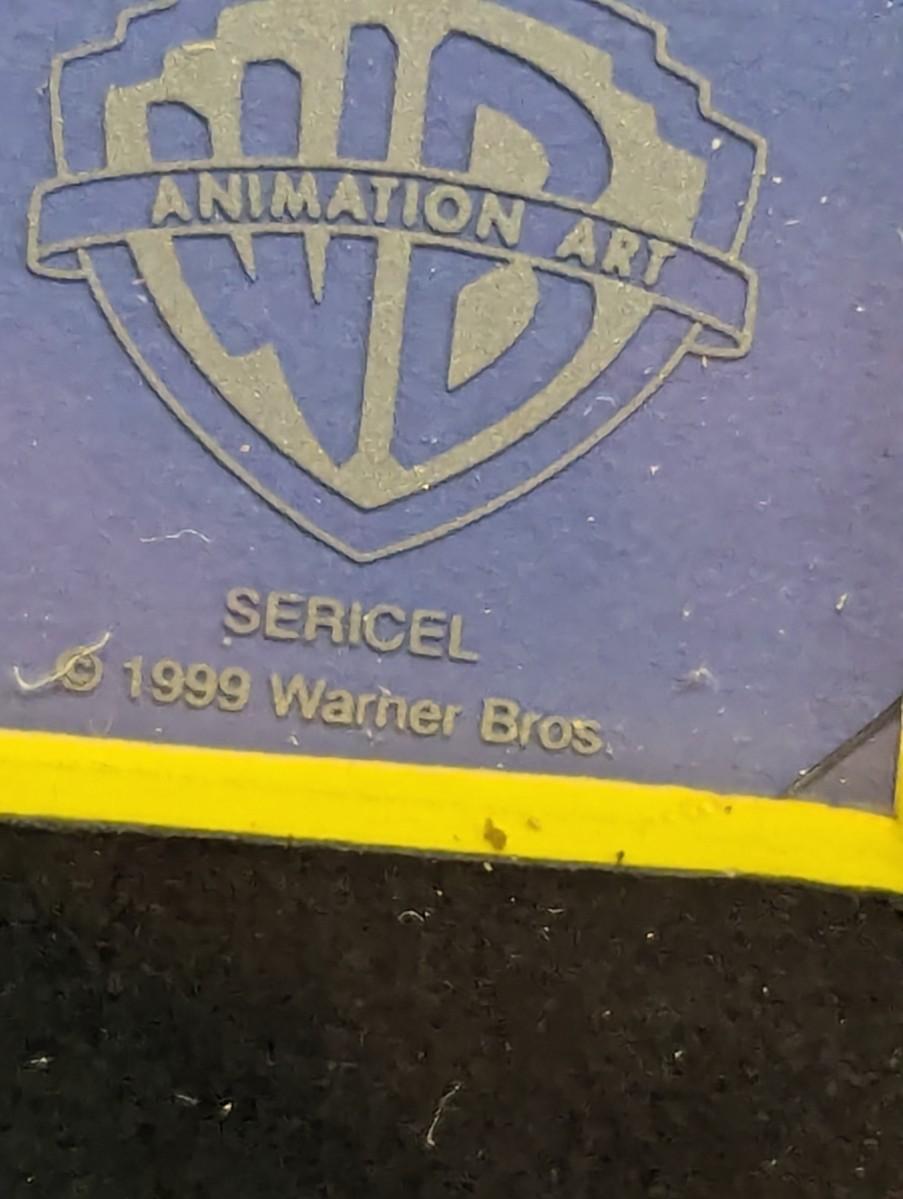 WB
ANIMATION ART
SERICEL
© 1999 Warner Bros.